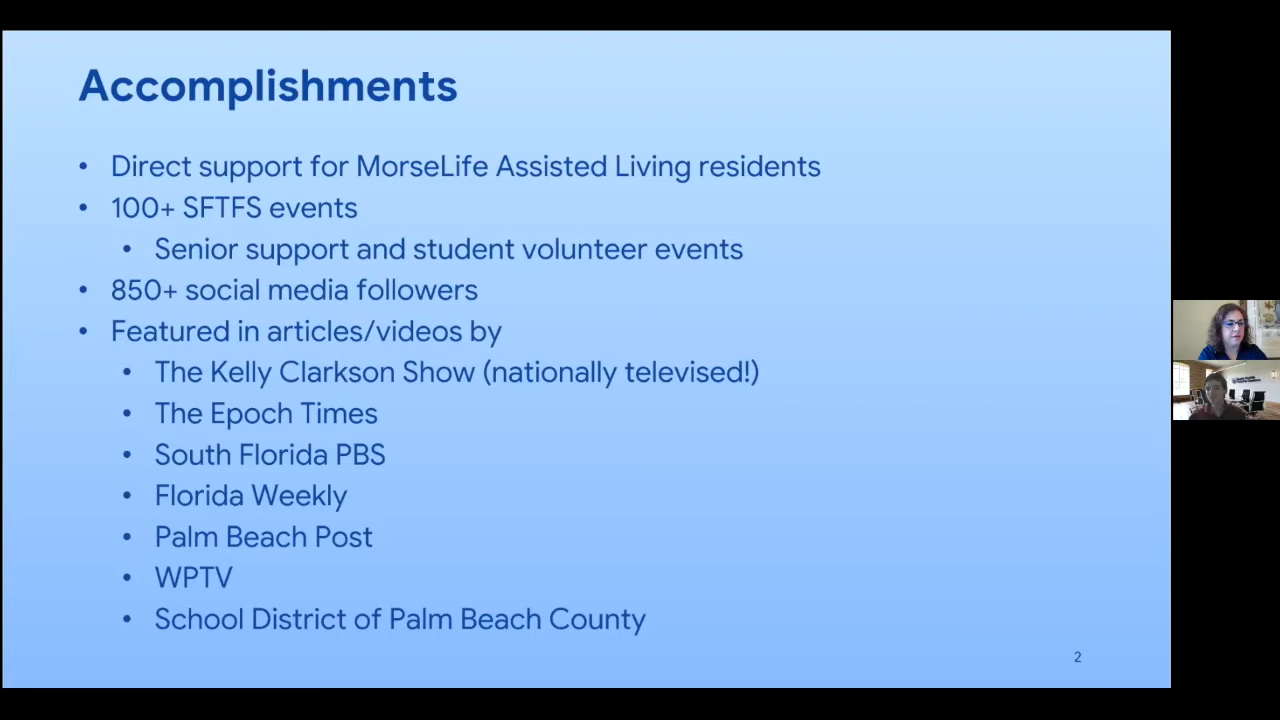 Accomplishments
• Direct support for MorseLife Assisted Living residents
• 100+ SFTFS events
• Senior support and student volunteer events
• 850+ social media followers
• Featured in articles/videos by
• The Kelly Clarkson Show (nationally televised!)
• The Epoch Times
• South Florida PBS
• Florida Weekly
• Palm Beach Post
• WPTV
• School District of Palm Beach County
2